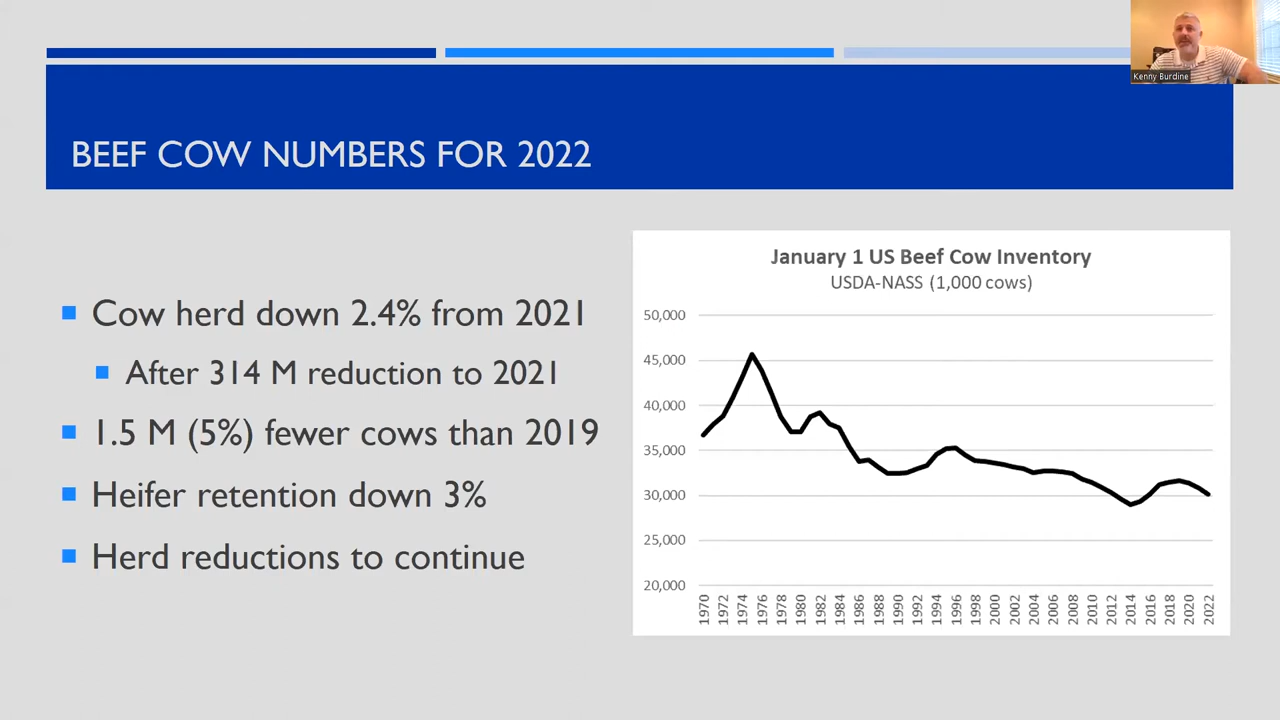 Kenny Burdine
BEEF COW NUMBERS FOR 2022
Cow herd down 2.4% from 2021
After 314 M reduction to 2021
1.5 M (5%) fewer cows than 2019
Heifer retention down 3%
Herd reductions to continue
January 1 US Beef Cow Inventory
USDA-NASS (1,000 cows)
50,000
45,000
40,000
35,000
30,000
25,000
20,000
1970 1972 1974 1976 1978 1980 1982 1984 1986 1988 1990 1992 1994 1996 1998 2000 2002 2004 2006 2008 2010 2012 2014 2016 2018 2020 2022